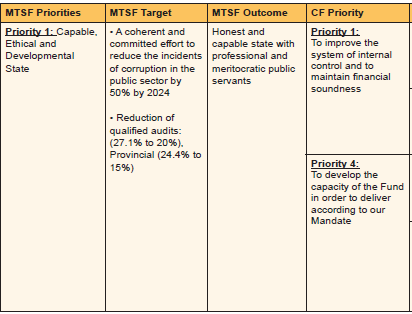 MTSF Priorities
MTSF Target
MTSF Outcome
CF Priority
Priority 1: Capable,
Ethical and
Developmental
State
• A coherent and
committed effort to
reduce the incidents
of corruption in the
public sector by
50% by 2024
• Reduction of
qualified audits:
(27.1% to 20%),
Provincial (24.4% to
15%)
Honest and
capable state with
professional and
meritocratic public
servants
Priority 1:
To improve the
system of internal
control and to
maintain financial
soundness
Priority 4:
To develop the
capacity of the Fund
in order to deliver
according to our
Mandate